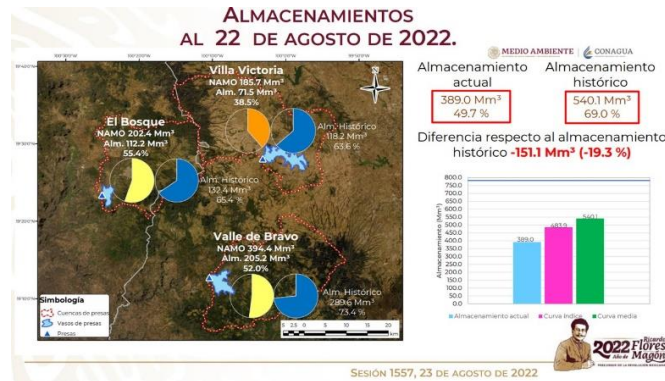 ALMACENAMIENTOS
AL 22 DE AGOSTO DE 2022.
MEDIO AMBIENTE | CONAGUA
Villa Victoria
NAMO 185.7 Mm³
Alm. 71.5 Mm³
38.5%
Alm. Histórico
118.2 Mm³
63.6 %
El Bosque
NAMO 202.4 Mm³
Alm. 112.2 Mm³
55.4%
Alm. Histórico
132.4 Mm³
65.4 %
Valle de Bravo
NAMO 394.4 Mm³
Alm. 205.2 Mm³
52.0%
Alm. Histórico
289.6 Mm³
73.4 %
Simbología
Cuencas de presas
Vasos de presas
Presas
Almacenamiento actual
389.0 Mm³
49.7 %
Almacenamiento histórico
540.1 Mm³
69.0 %
Diferencia respecto al almacenamiento
histórico -151.1 Mm³ (-19.3 %)
Almacenamiento (Mm³)
800.0
750.0
700.0
650.0
600.0
550.0
500.0
450.0
400.0
350.0
300.0
250.0
200.0
150.0
100.0
50.0
0.0
389.0
483.9
540.1
Almacenamiento actual
Curva índice
Curva media
2022 Ricardo
Año de Flores
Magón
SESIÓN 1557, 23 DE AGOSTO DE 2022